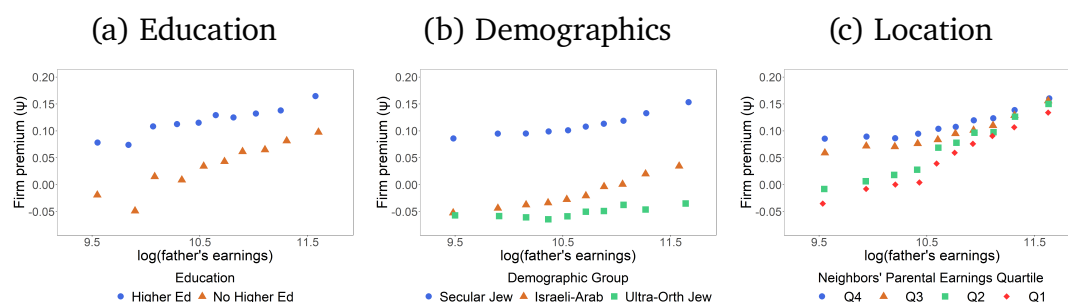 (a) Education
(b) Demographics
(c) Location
Firm premium (ψ)
0.20
0.15
0.10
0.05
0.00
-0.05
9.5 10.5 11.5
log(father's earnings)
Education
Higher Ed No Higher Ed
Firm premium (ψ)
0.20
0.15
0.10
0.05
0.00
-0.05
9.5 10.5 11.5
log(father's earnings)
Demographic Group
Secular Jew Israeli-Arab Ultra-Orth Jew
Firm premium (ψ)
0.20
0.15
0.10
0.05
0.00
-0.05
9.5 10.5 11.5
log(father's earnings)
Neighbors' Parental Earnings Quartile
Q4 Q3 Q2 Q1